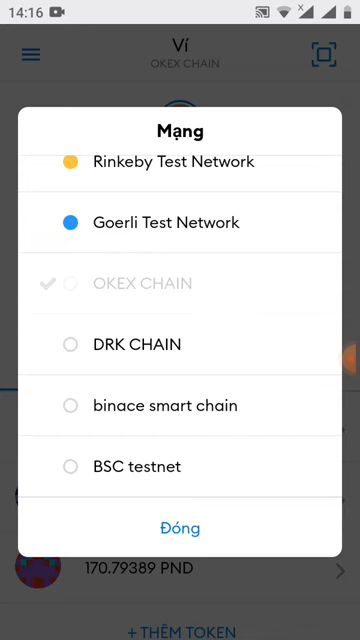 14:16
Ví
OKEX CHAIN
Mạng
Rinkeby Test Network
Goerli Test Network
OKEX CHAIN
DRK CHAIN
binace smart chain
BSC testnet
Đóng
170.79389 PND
+ THÊM TOKEN